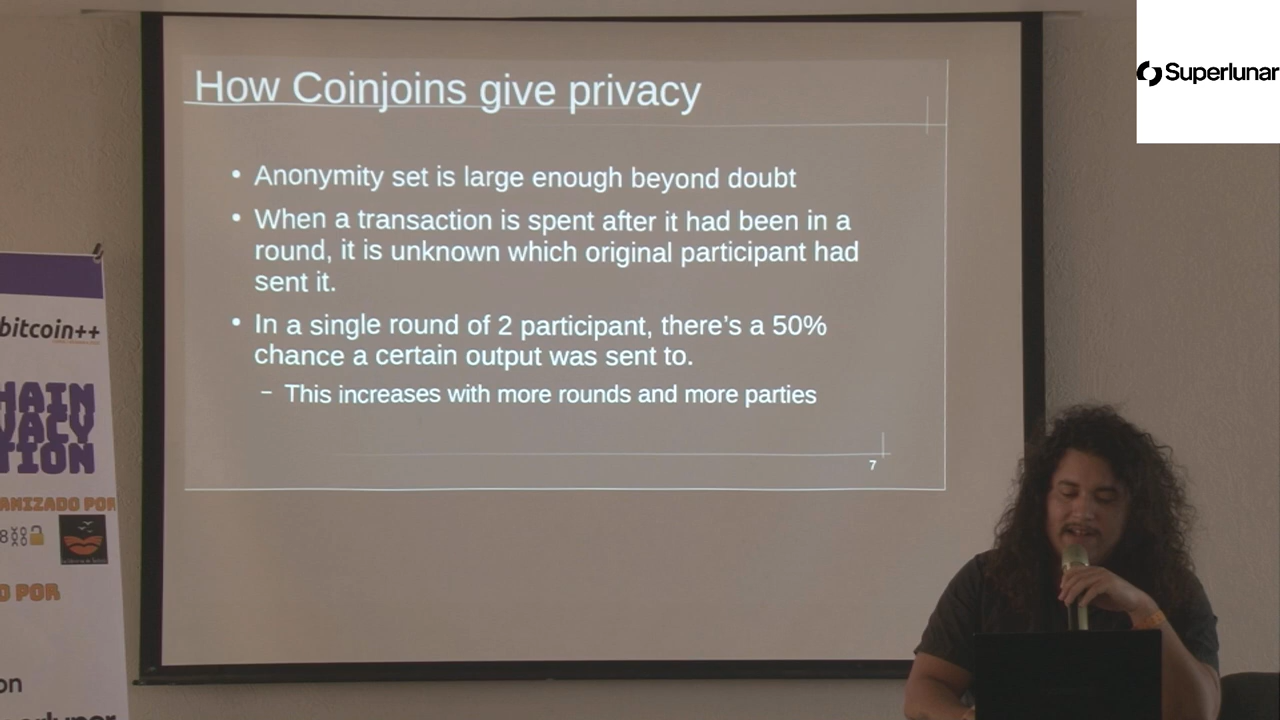 How Coinjoins give privacy
• Anonymity set is large enough beyond doubt
• When a transaction is spent after it had been in a
round, it is unknown which original participant had
sent it.
• In a single round of 2 participant, there's a 50%
chance a certain output was sent to.
– This increases with more rounds and more parties
7
Superlunar
bitcoin++
HAIN
VACY
TION
ANIZADO POR
O POR
on